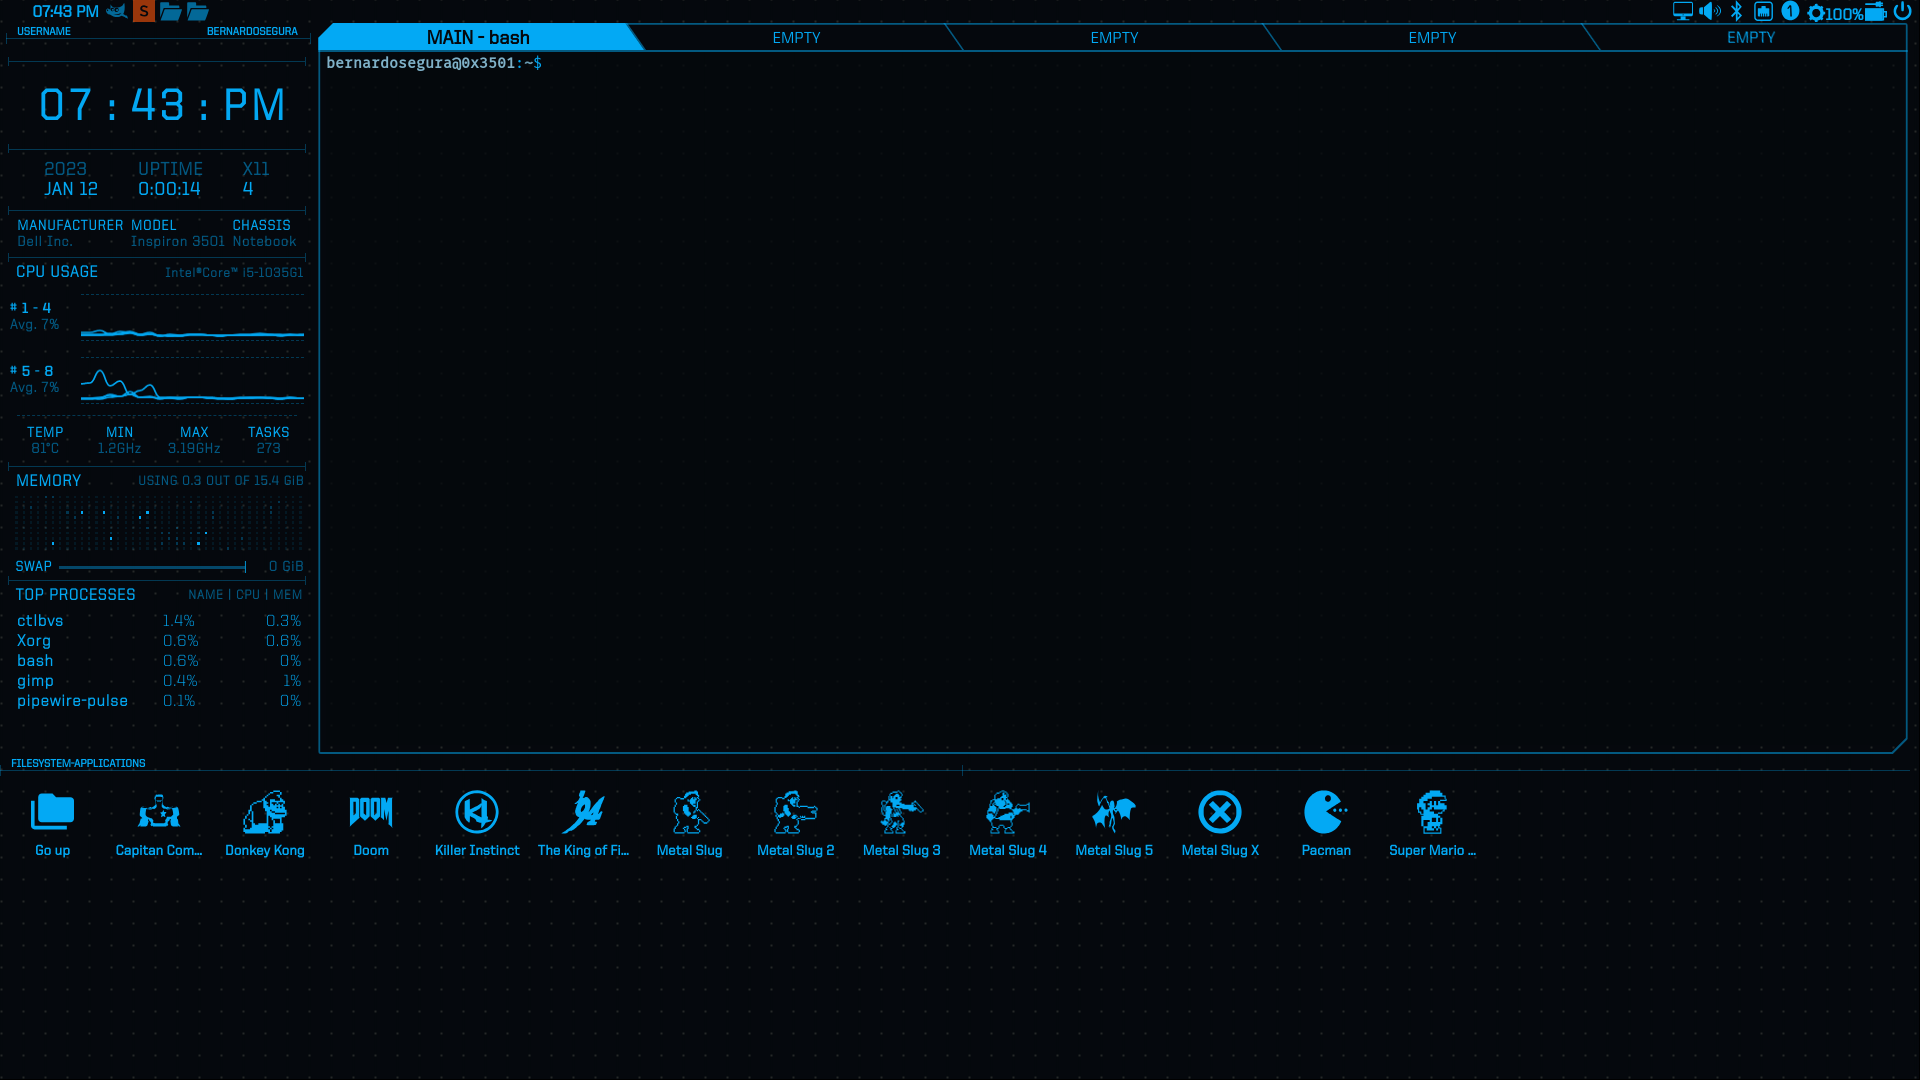 07:43 PM S 1 100%
USERNAME BERNARDOSEGURA
MAIN - bash EMPTY EMPTY EMPTY EMPTY
bernardosegura@0x3501:~$
07 : 43 : PM
2023 UPTIME X11
JAN 12 0:00:14 4
MANUFACTURER MODEL CHASSIS
Dell Inc. Inspiron 3501 Notebook
CPU USAGE Intel®Core™ i5-1035G1
# 1 - 4
Avg. 7%
# 5 - 8
Avg. 7%
TEMP MIN MAX TASKS
81°C 1.2GHz 3.19GHz 273
MEMORY USING 0.3 OUT OF 15.4 GIB
SWAP 0 GIB
TOP PROCESSES NAME | CPU | MEM
ctlbvs 1.4% 0.3%
Xorg 0.6% 0.6%
bash 0.6% 0%
gimp 0.4% 1%
pipewire-pulse 0.1% 0%
FILESYSTEM-APPLICATIONS
DOOM
Go up Capitan Com... Donkey Kong Doom Killer Instinct The King of Fi... Metal Slug Metal Slug 2 Metal Slug 3 Metal Slug 4 Metal Slug 5 Metal Slug X Pacman Super Mario ...